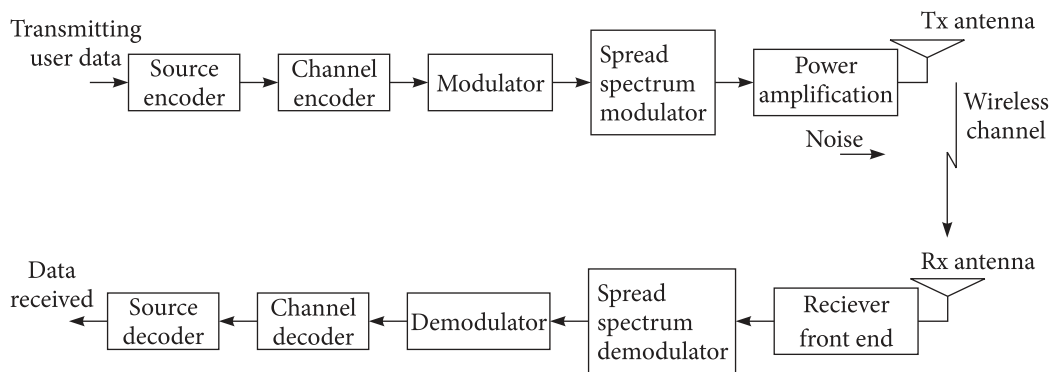 Transmitting
user data
Source
encoder
Channel
encoder
Modulator
Spread
spectrum
modulator
Power
amplification
Tx antenna
Wireless
channel
Noise
Rx antenna
Reciever
front end
Spread
spectrum
demodulator
Demodulator
Channel
decoder
Source
decoder
Data
received